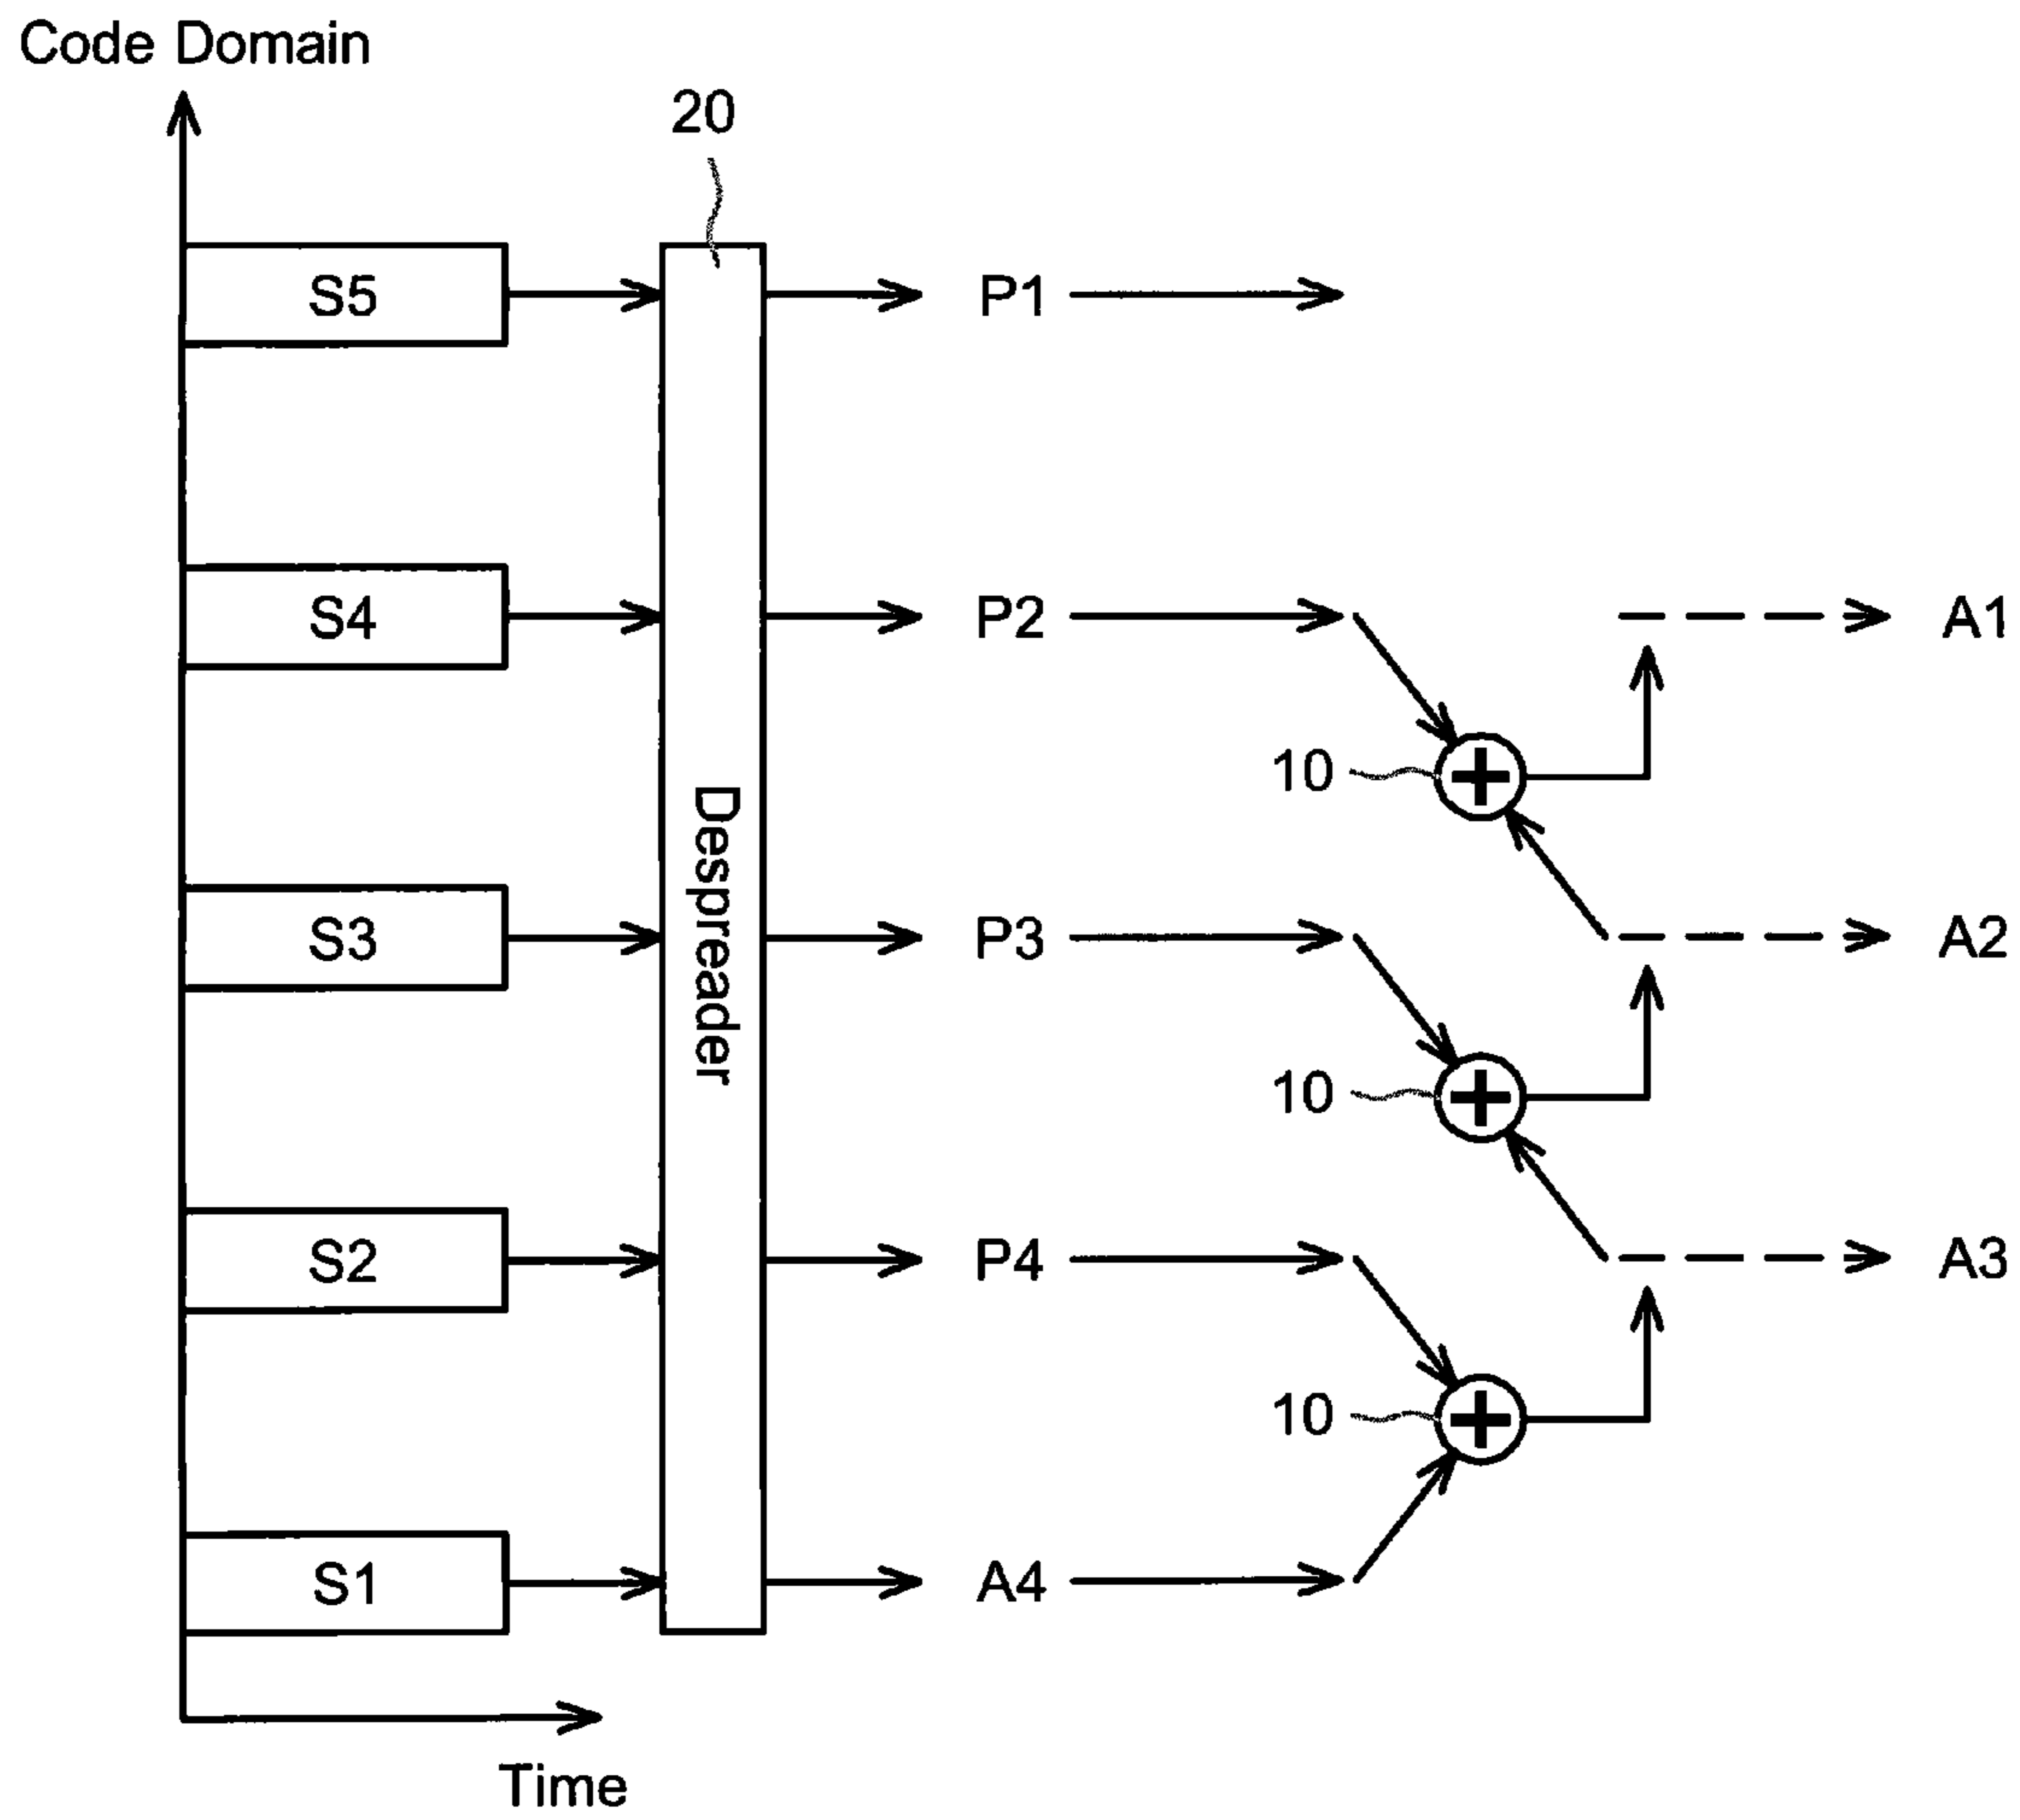 Code Domain
20
S5
P1
S4
P2
A1
10
S3
P3
A2
Despreader
10
S2
P4
A3
10
S1
A4
Time